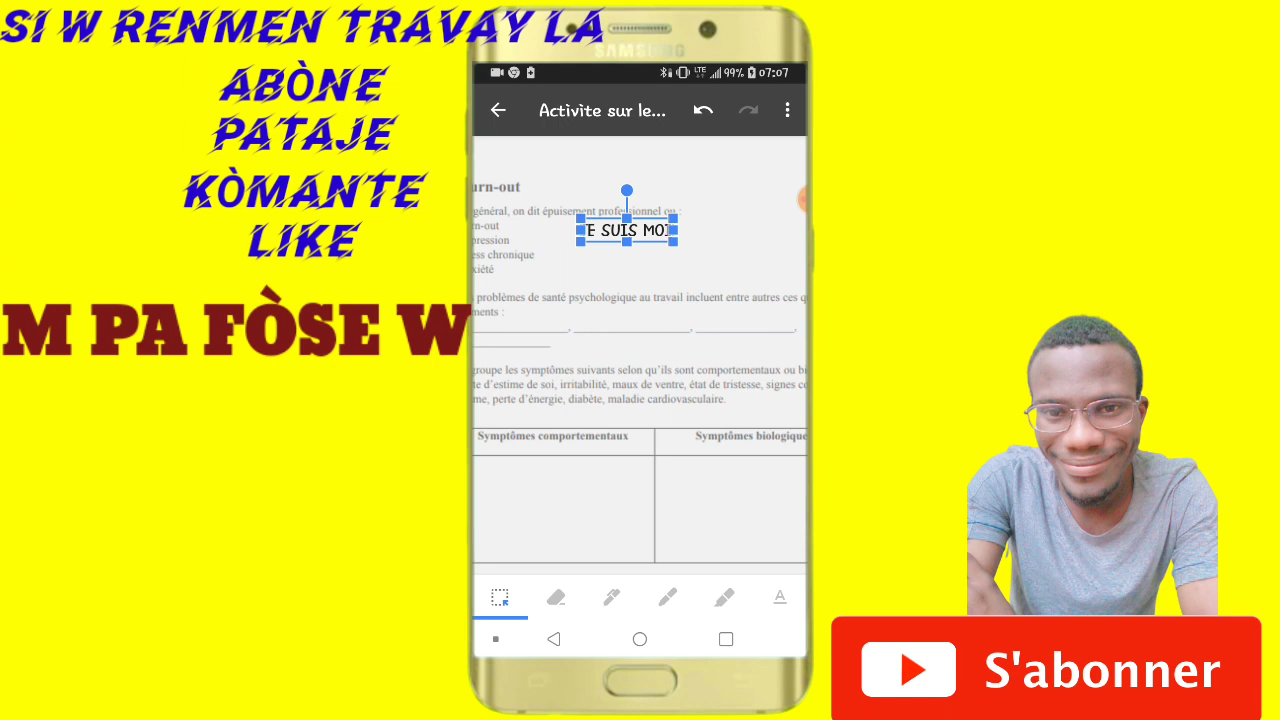 SI W RENMEN TRAVAY LA
ABÒNE
PATAJE
KÒMANTE
LIKE
M PA FÒSE W
SAMSUNG
LTE 99% 07:07
Activite sur le...
urn-out
général, on dit épuisement professionnel ou :
rn-out
JE SUIS MOI
pression
ess chronique
xiété
s problèmes de santé psychologique au travail incluent entre autres ces q
ments :
groupe les symptômes suivants selon qu'ils sont comportementaux ou bi
te d'estime de soi, irritabilité, maux de ventre, état de tristesse, signes co
me, perte d'énergie, diabète, maladie cardiovasculaire.
Symptômes comportementaux Symptômes biologique
A
S'abonner